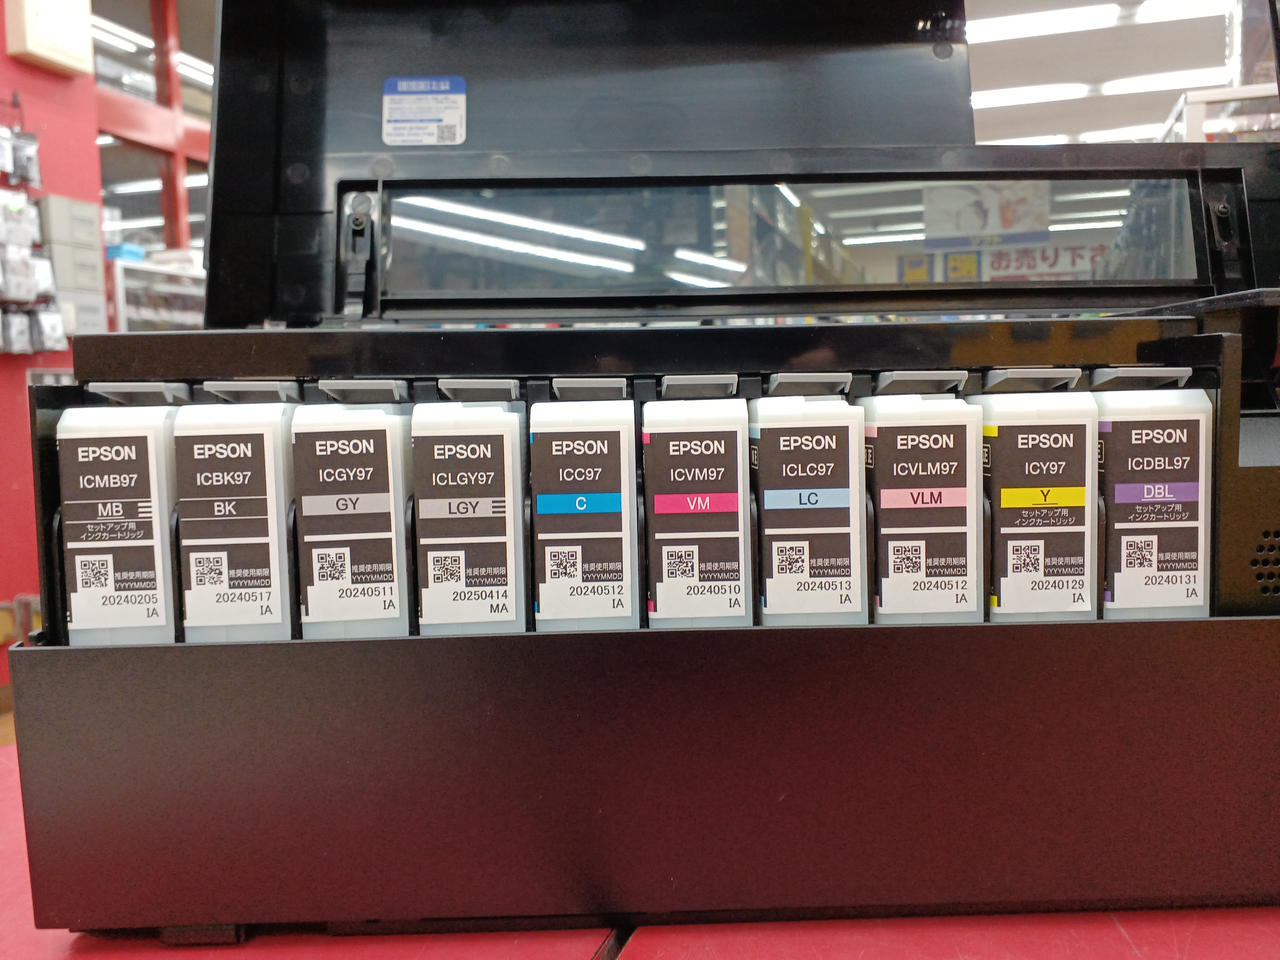 お売り下さ
EPSON
ICMB97
MB
セットアップ用
インクカートリッジ
推奨使用期限
YYYYMMDD
20240205
IA
EPSON
ICBK97
BK
推奨使用期限
YYYYMMDD
20240517
IA
EPSON
ICGY97
GY
推奨使用期限
YYYYMMDD
20240511
IA
EPSON
ICLGY97
LGY
推奨使用期限
YYYYMMDD
20250414
MA
EPSON
ICC97
C
推奨使用期限
YYYYMMDD
20240512
IA
EPSON
ICVM97
VM
推奨使用期限
YYYYMMDD
20240510
IA
EPSON
ICLC97
LC
推奨使用期限
YYYYMMDD
20240513
IA
EPSON
ICVLM97
VLM
推奨使用期限
YYYYMMDD
20240512
IA
EPSON
ICY97
Y
セットアップ用
インクカートリッジ
推奨使用期限
YYYYMMDD
20240129
IA
EPSON
ICDBL97
DBL
セットアップ用
インクカートリッジ
推奨使用期限
YYYYMMDD
20240131
IA